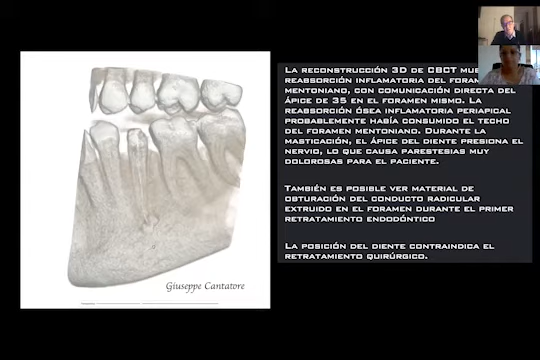 La reconstrucción 3D de CBCT
reabsorción inflamatoria del
mentoniano, con comunicación directa del
ápice de 35 en el foramen mismo. La
reabsorción ósea inflamatoria periapical
probablemente había consumido el techo
del foramen mentoniano. Durante la
masticación, el ápice del diente presiona el
nervio, lo que causa parestesias muy
dolorosas para el paciente.
También es posible ver material de
obturación del conducto radicular
extruido en el foramen durante el primer
retratamiento endodóntico
La posición del diente contraindica el
retratamiento quirúrgico.
Giuseppe Cantatore